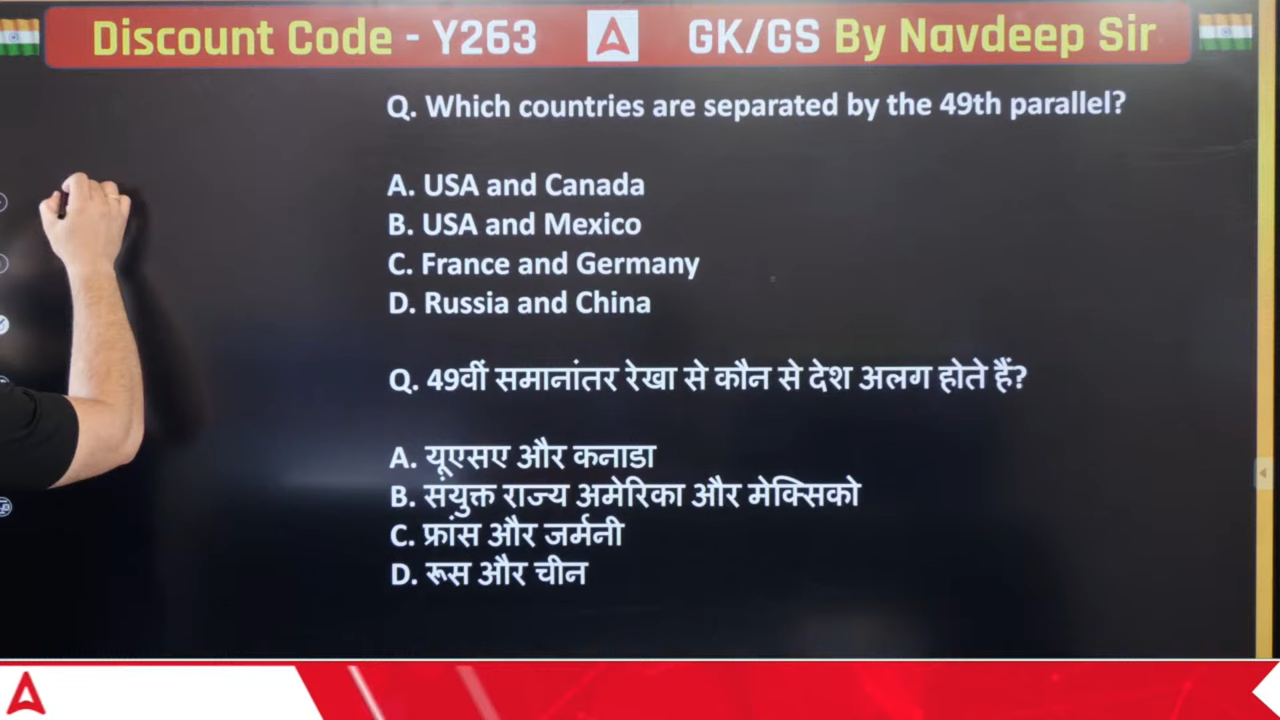 Discount Code - Y263 GK/GS By Navdeep Sir
Q. Which countries are separated by the 49th parallel?
A. USA and Canada
B. USA and Mexico
C. France and Germany
D. Russia and China
Q. 49वीं समानांतर रेखा से कौन से देश अलग होते हैं?
A. यूएसए और कनाडा
B. संयुक्त राज्य अमेरिका और मेक्सिको
C. फ्रांस और जर्मनी
D. रूस और चीन